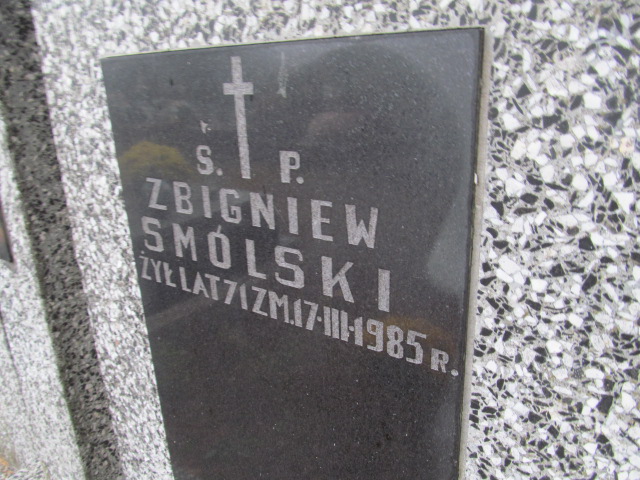 Ś. P.
ZBIGNIEW
SMÓLSKI
ŻYŁ LAT 71 ZM.17-III-1985 R.